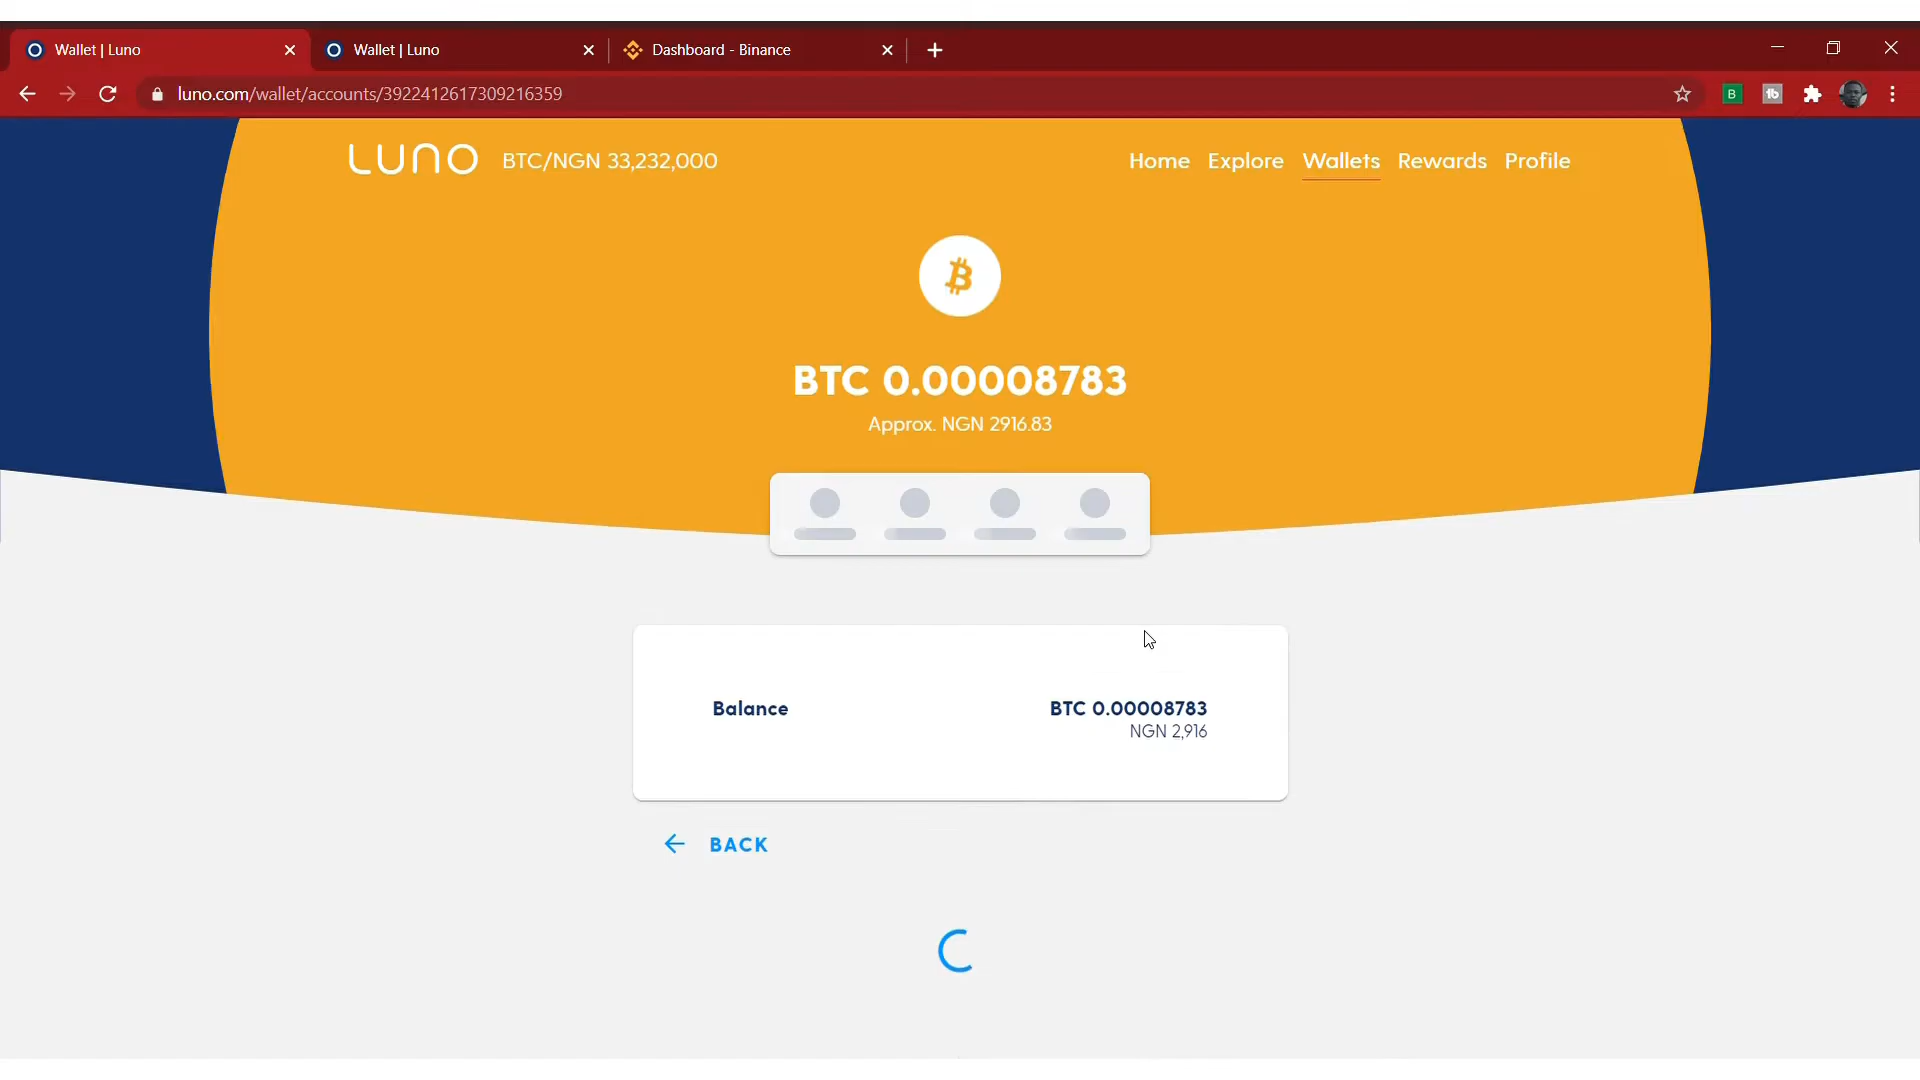 Wallet | Luno
Wallet | Luno
Dashboard - Binance
luno.com/wallet/accounts/3922412617309216359
B
tb
LUNO
BTC/NGN 33,232,000
Home Explore Wallets Rewards Profile
BTC 0.00008783
Approx. NGN 2916.83
Balance
BTC 0.00008783
NGN 2,916
BACK